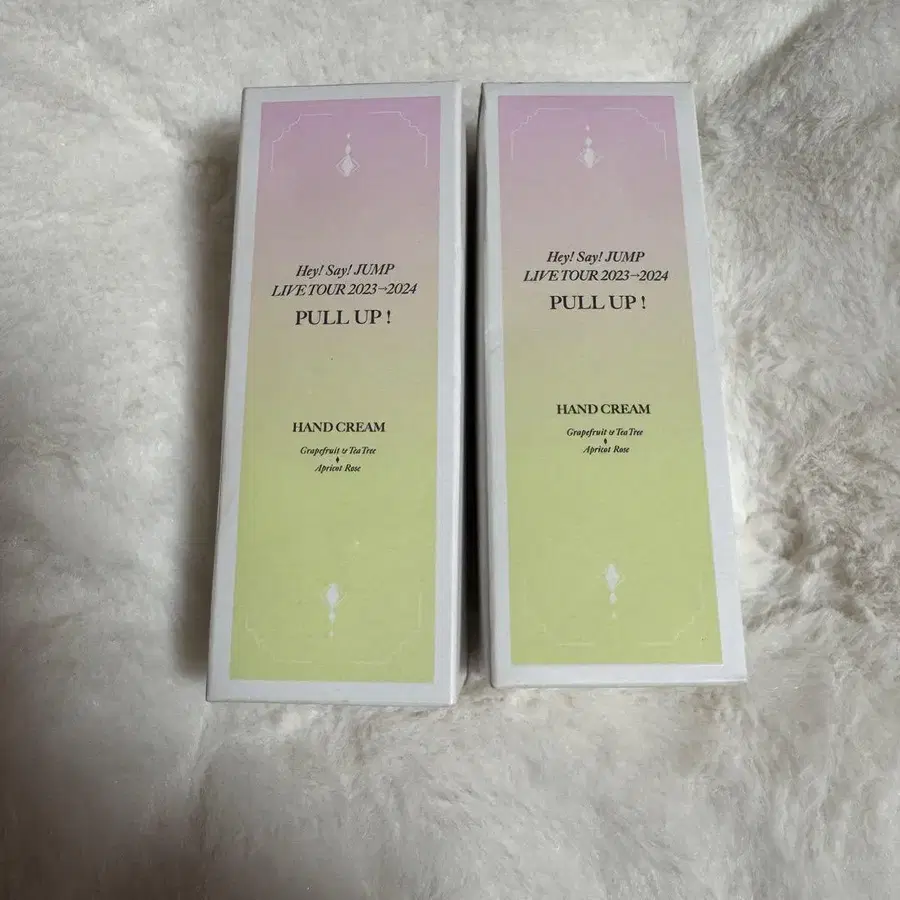 Hey! Say! JUMP
LIVE TOUR 2023→2024
PULL UP!
HAND CREAM
Grapefruit & Tea Tree
Apricot Rose
Hey! Say! JUMP
LIVE TOUR 2023→2024
PULL UP!
HAND CREAM
Grapefruit & Tea Tree
Apricot Rose